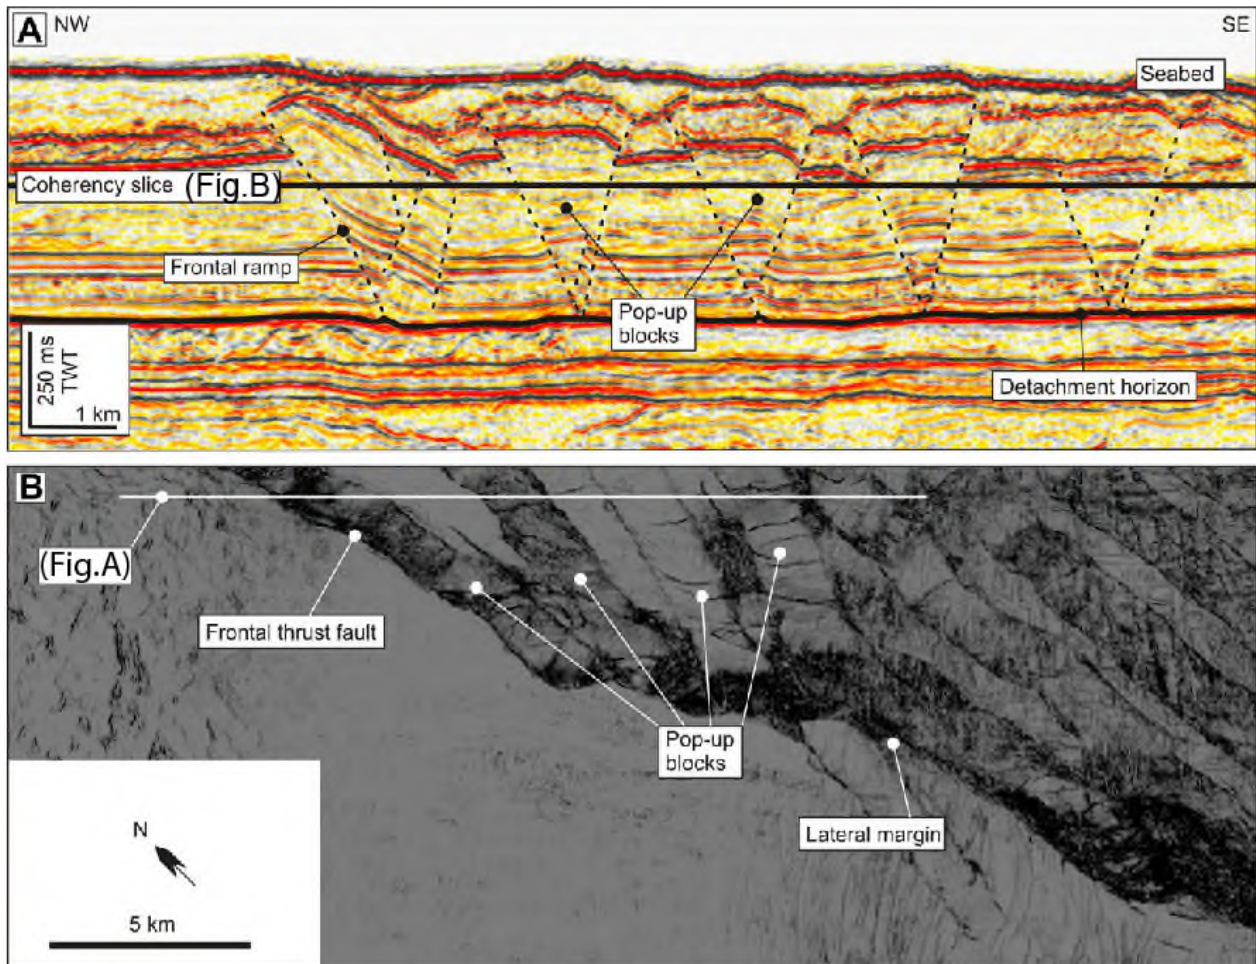 A NW
SE
Seabed
Coherency slice (Fig.B)
Frontal ramp
Pop-up
blocks
Detachment horizon
250 ms
TWT
1 km
B
(Fig.A)
Frontal thrust fault
Pop-up
blocks
Lateral margin
N
5 km